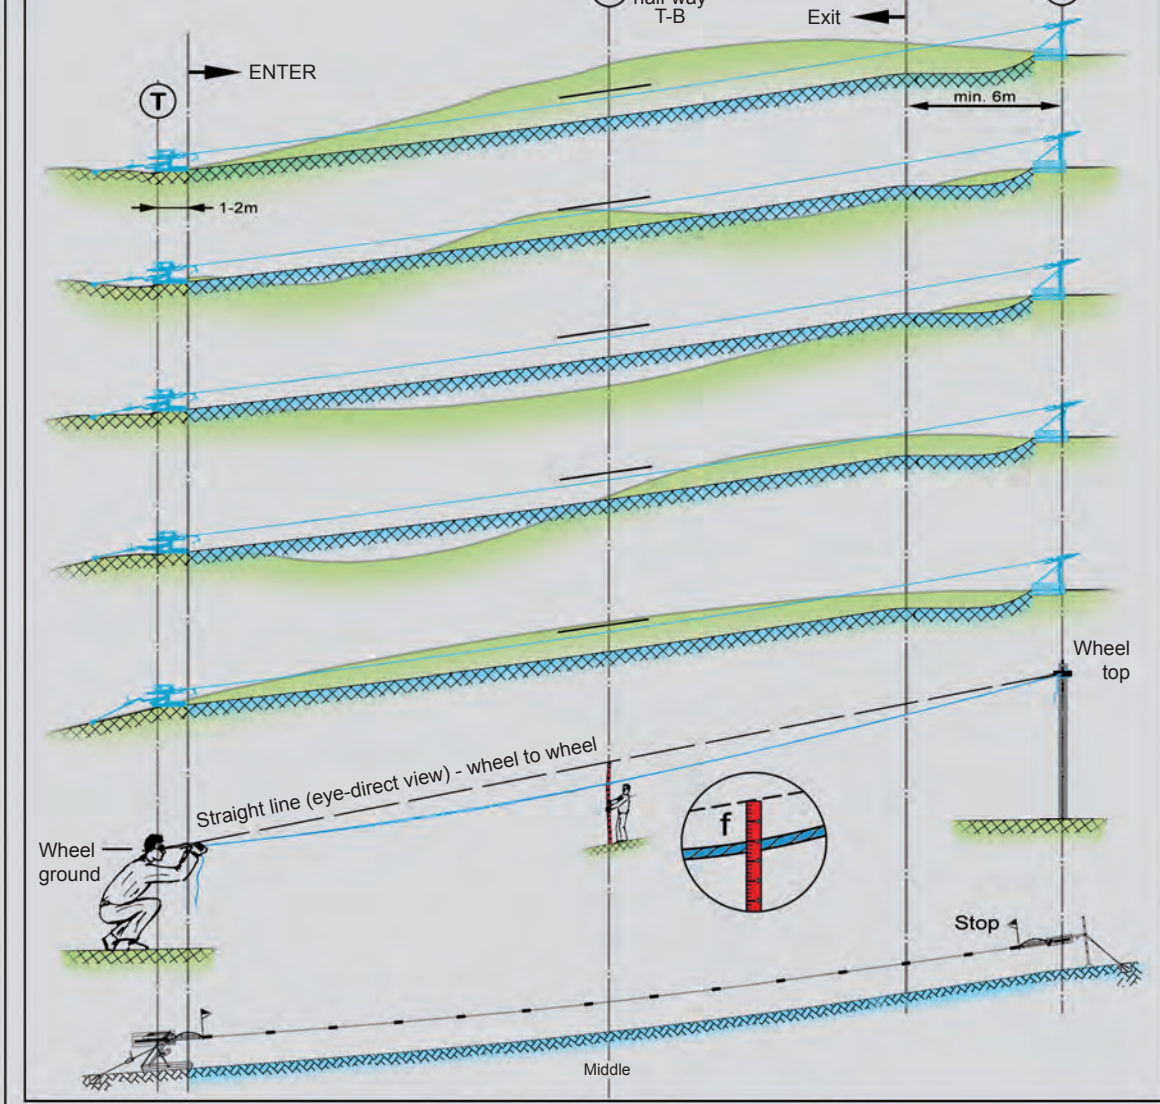 half way
T-B
Exit
ENTER
T
min. 6m
1-2m
Wheel
top
Straight line (eye-direct view) - wheel to wheel
f
Wheel
ground
Stop
Middle